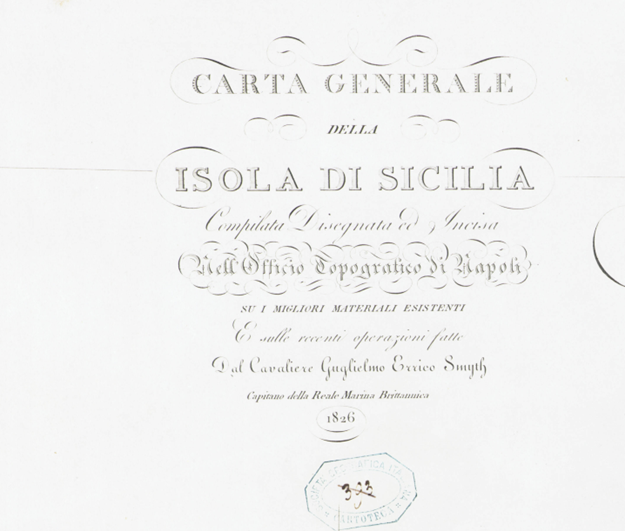 CARTA GENERALE
DELLA
ISOLA DI SICILIA
Compilata Disegnata ed Incisa
Nell'Officio Topografico di Napoli
SU I MIGLIORI MATERIALI ESISTENTI
E sulle recenti operazioni fatte
Dal Cavaliere Guglielmo Errico Smyth
Capitano della Reale Marina Brittannica
1826
CARTOTECA